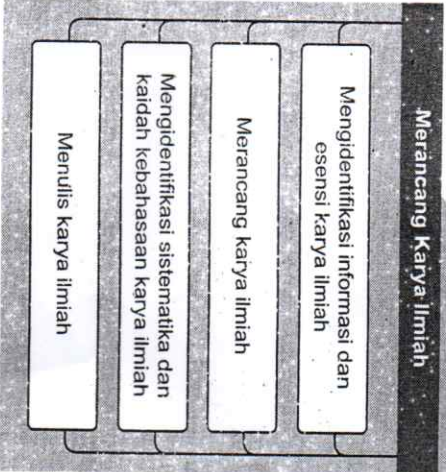 Merancang Karya Ilmiah
Mengidentifikasi informasi dan
esensi karya ilmiah
Merancang karya ilmiah
Mengidentifikasi sistematika dan
kaidah kebahasaan karya ilmiah
Menulis karya ilmiah